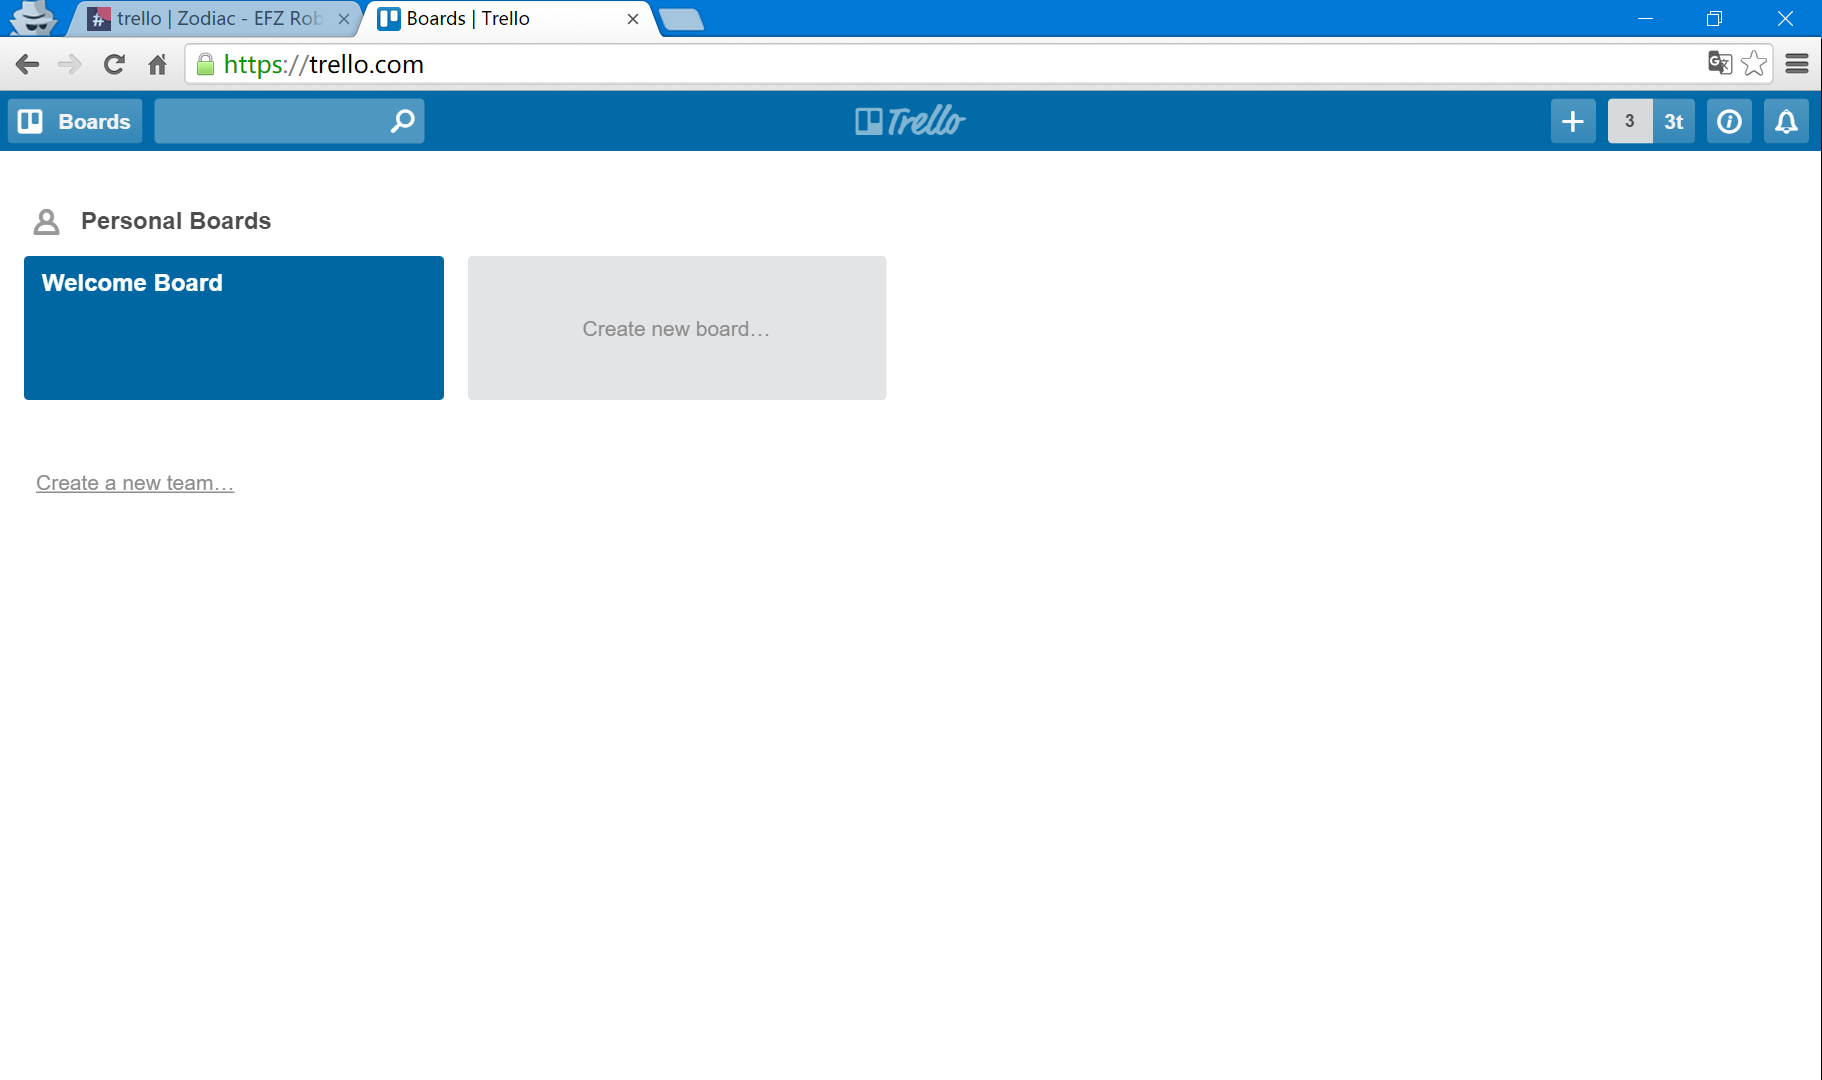 trello | Zodiac - EFZ Rob
Boards | Trello
https://trello.com
Boards
Trello
3
3t
Personal Boards
Welcome Board
Create new board…
Create a new team…